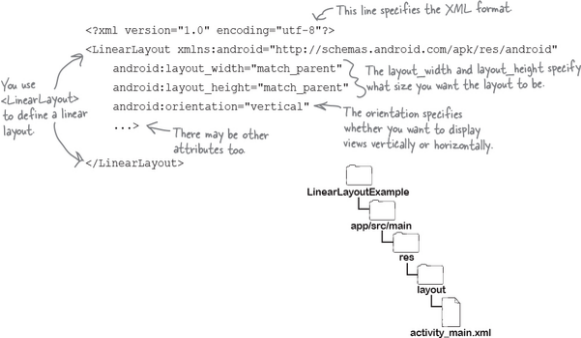 This line specifies the XML format.
<?xml version="1.0" encoding="utf-8"?>
<LinearLayout xmlns:android="http://schemas.android.com/apk/res/android"
android:layout_width="match_parent"
android:layout_height="match_parent"
The layout_width and layout_height specify
what size you want the layout to be.
android:orientation="vertical"
The orientation specifies
whether you want to display
views vertically or horizontally.
...>
There may be other
attributes too.
</LinearLayout>
You use
<LinearLayout>
to define a linear
layout.
LinearLayoutExample
app/src/main
res
layout
activity_main.xml